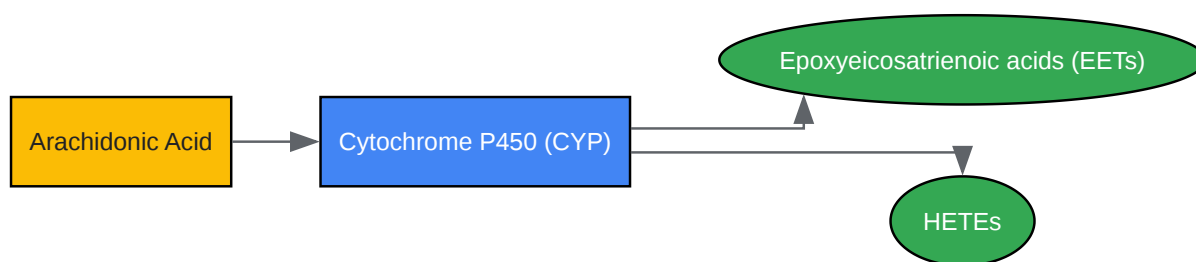 Epoxyeicosatrienoic acids (EETs)
Arachidonic Acid
Cytochrome P450 (CYP)
HETEs